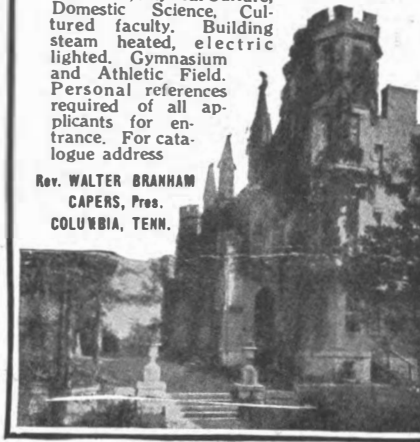 Domestic Science, Cul-
tured faculty. Building
steam heated, electric
lighted. Gymnasium
and Athletic Field.
Personal references
required of all ap-
plicants for en-
trance. For cata-
logue address
Rev. WALTER BRANHAM
CAPERS, Pres.
COLUMBIA, TENN.